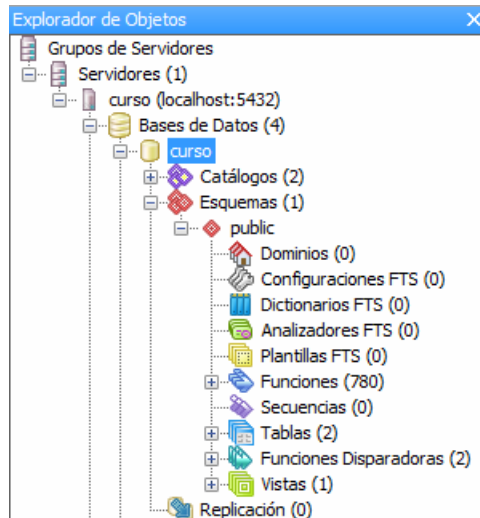 Explorador de Objetos
Grupos de Servidores
Servidores (1)
curso (localhost:5432)
Bases de Datos (4)
curso
Catálogos (2)
Esquemas (1)
public
Dominios (0)
Configuraciones FTS (0)
Dictionarios FTS (0)
Analizadores FTS (0)
Plantillas FTS (0)
Funciones (780)
Secuencias (0)
Tablas (2)
Funciones Disparadoras (2)
Vistas (1)
Replicación (0)